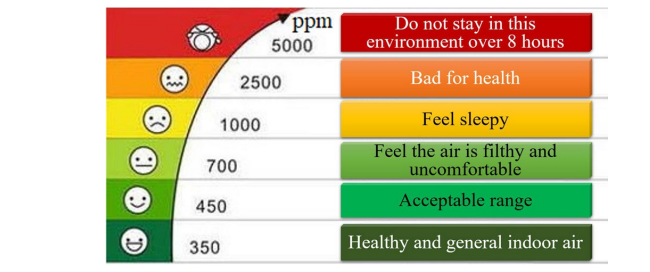 ppm
5000
Do not stay in this
environment over 8 hours
2500
Bad for health
1000
Feel sleepy
700
Feel the air is filthy and
uncomfortable
450
Acceptable range
350
Healthy and general indoor air